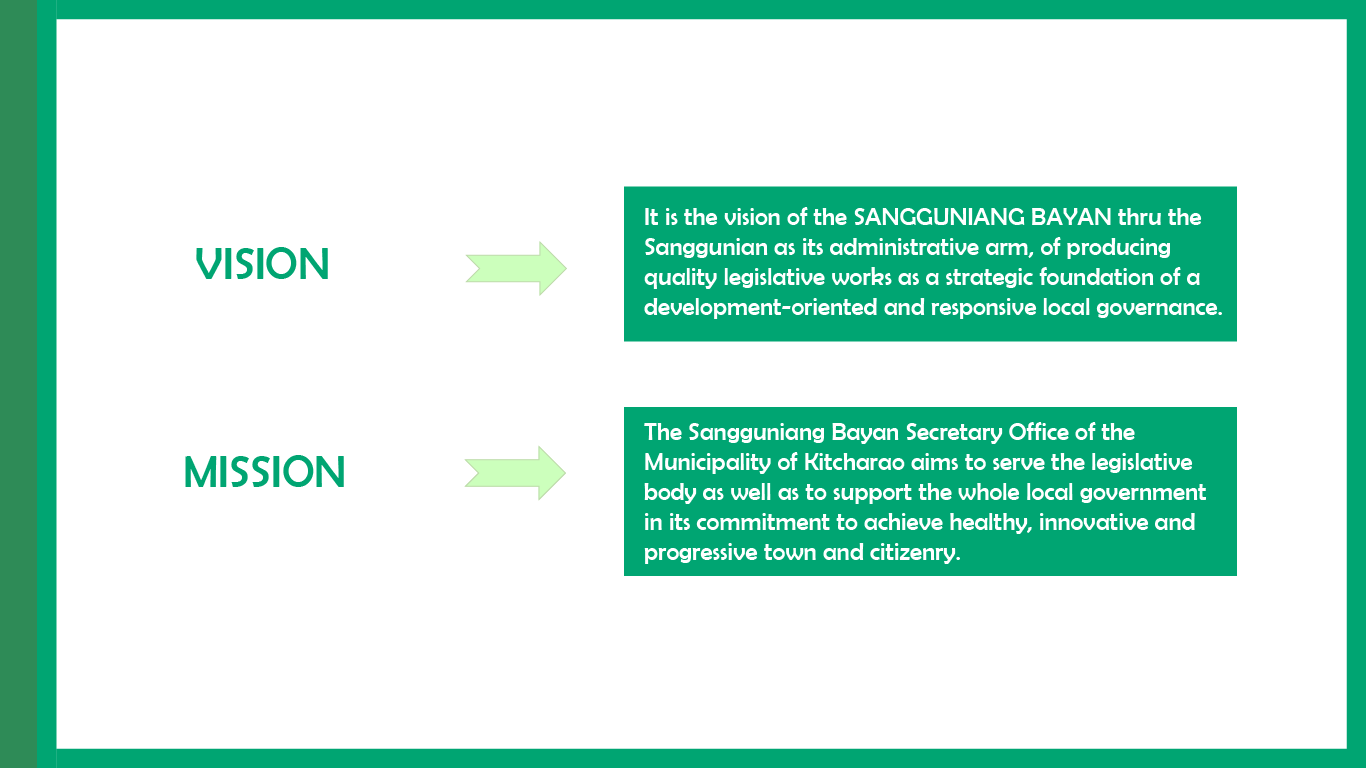 VISION
It is the vision of the SANGGUNIANG BAYAN thru the
Sanggunian as its administrative arm, of producing
quality legislative works as a strategic foundation of a
development-oriented and responsive local governance.
MISSION
The Sangguniang Bayan Secretary Office of the
Municipality of Kitcharao aims to serve the legislative
body as well as to support the whole local government
in its commitment to achieve healthy, innovative and
progressive town and citizenry.